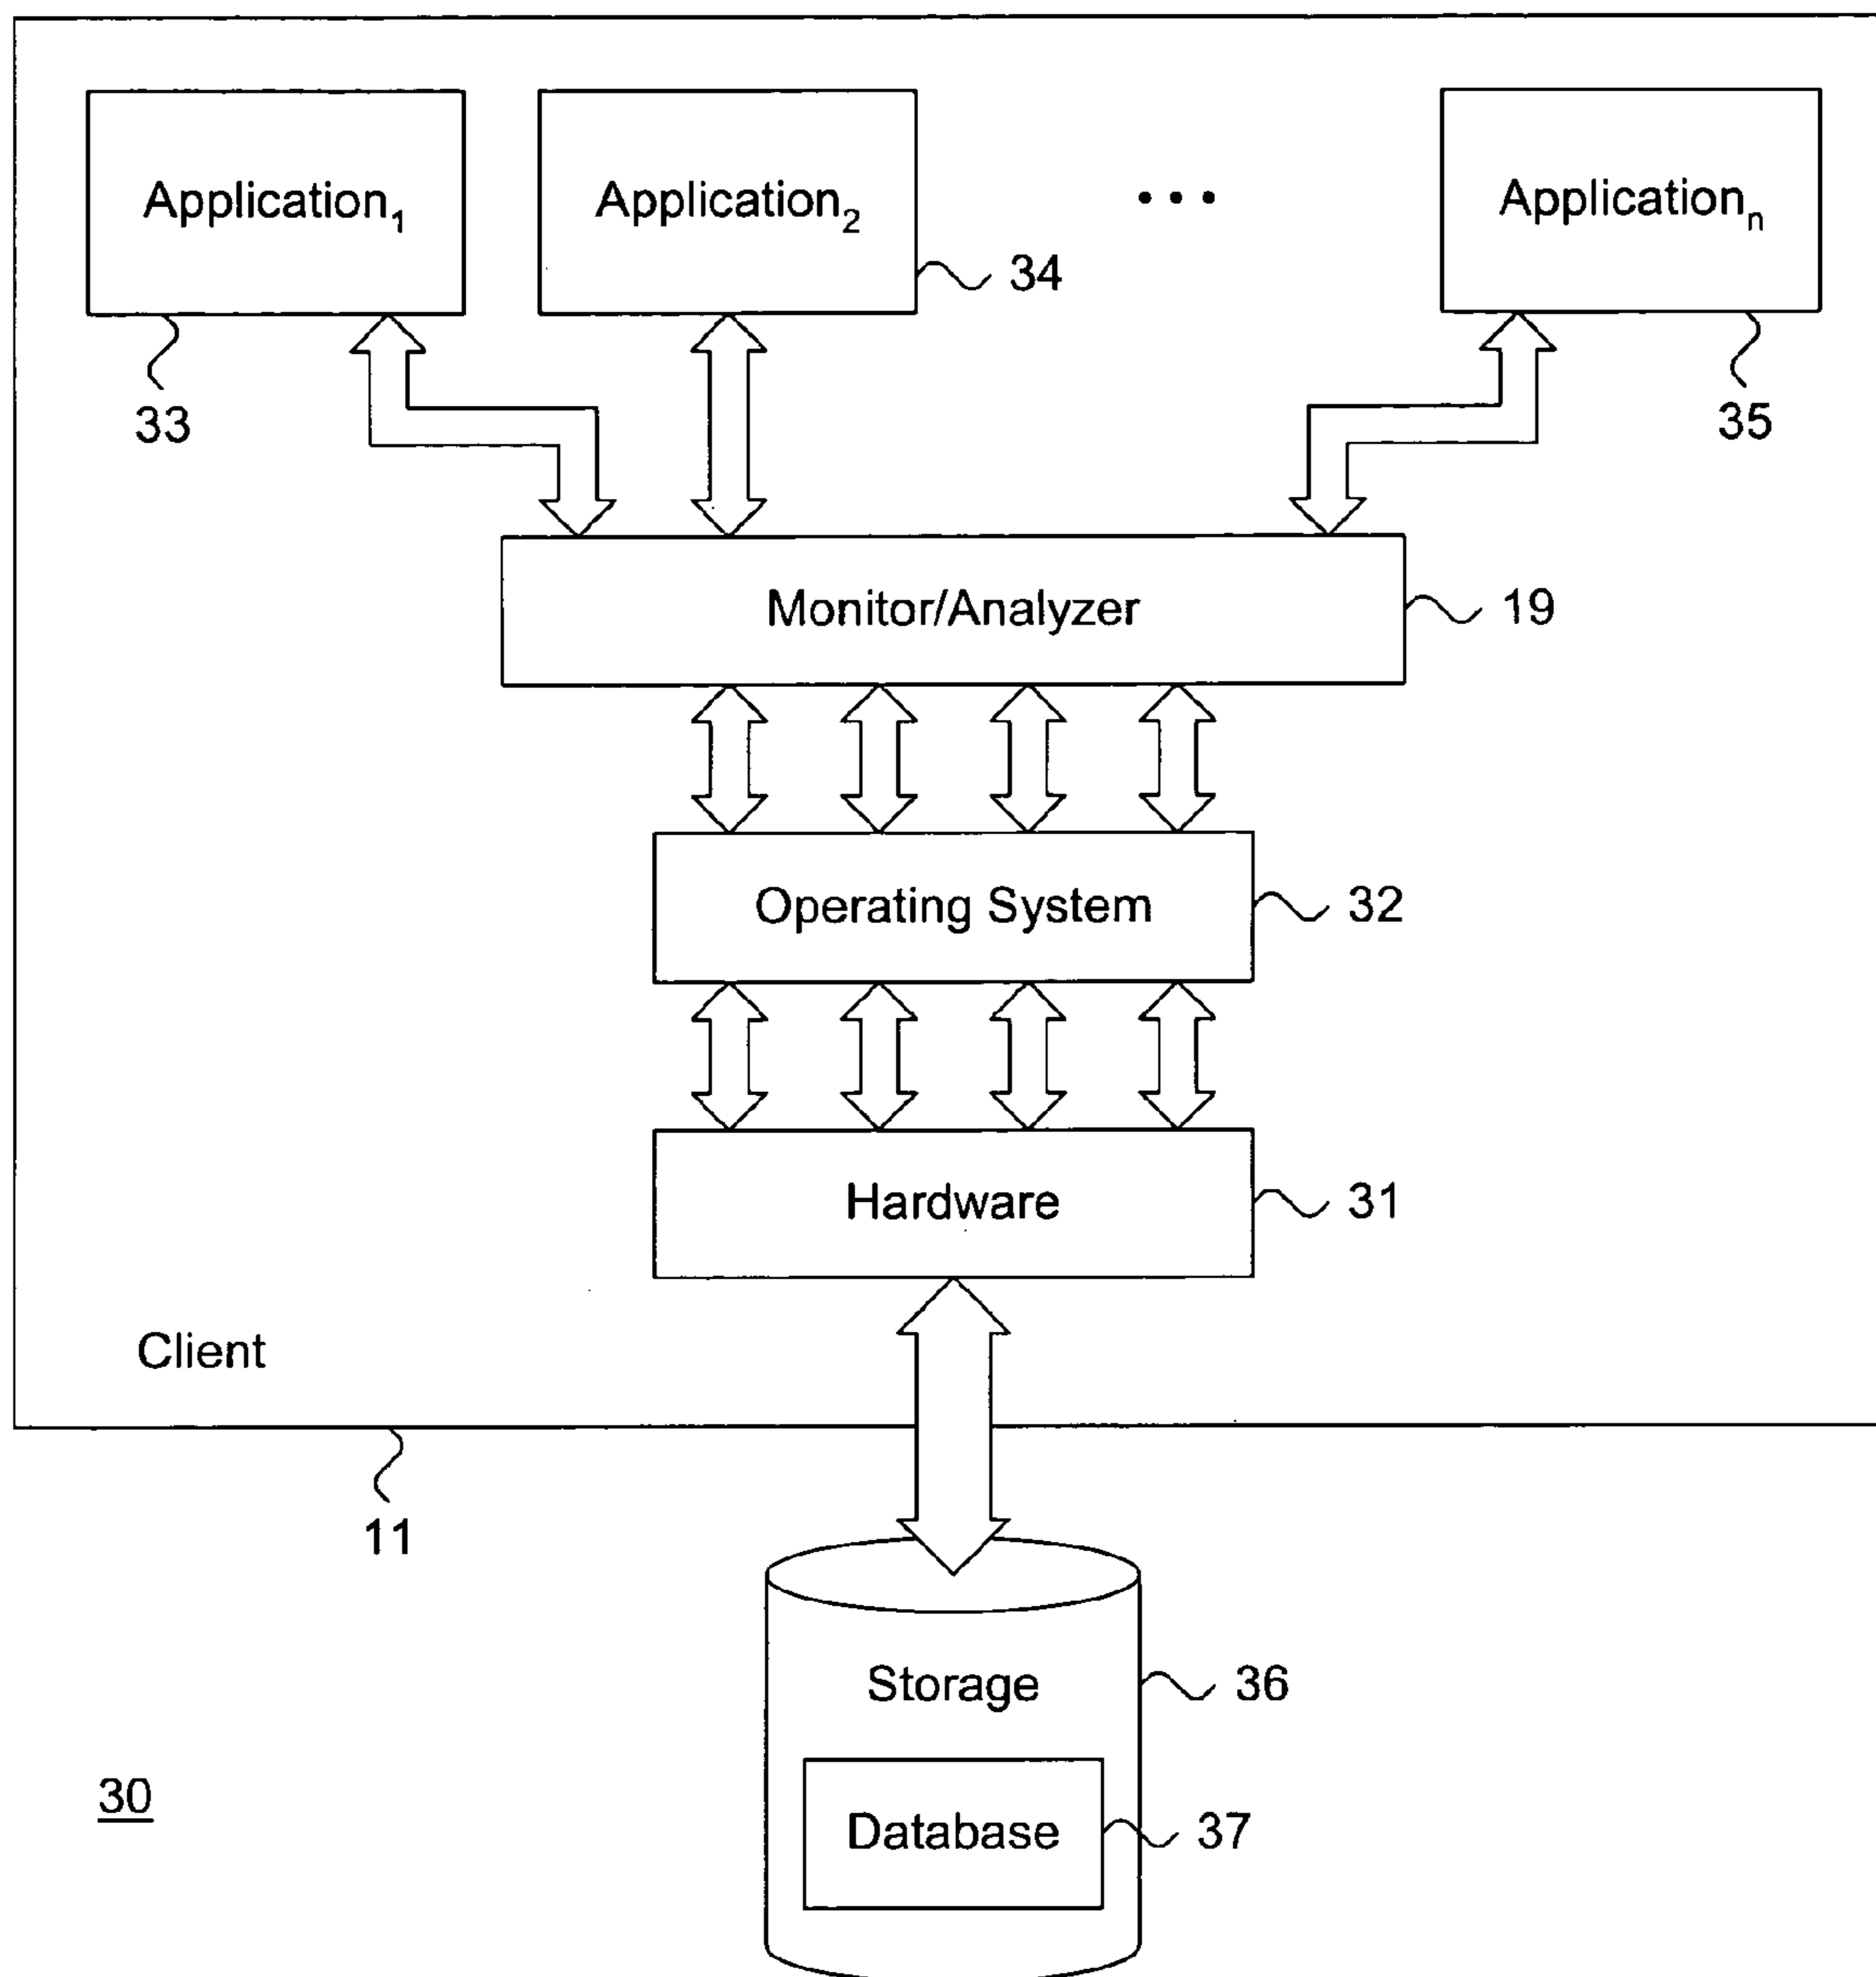 Application₁
Application₂
• • •
Applicationₙ
34
33
35
Monitor/Analyzer
19
Operating System
32
Hardware
31
Client
11
Storage
36
30
Database
37